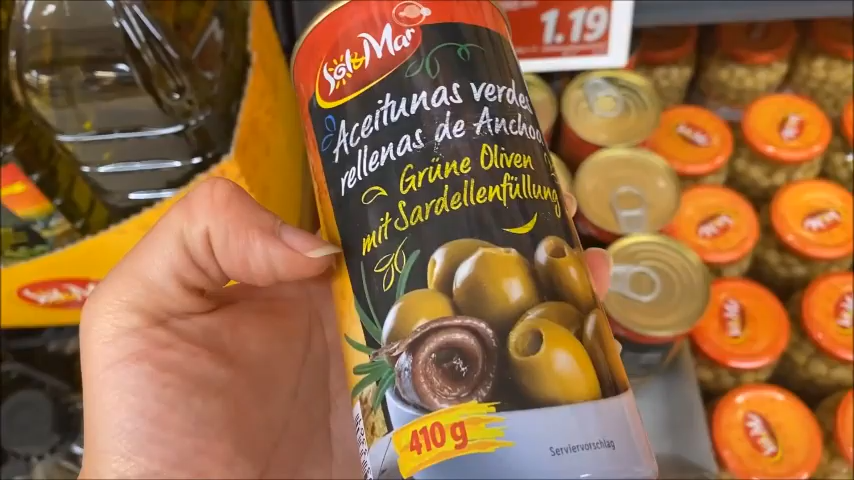 1.19
Sol&Mar
Aceitunas verdes
rellenas de Anchoa
Grüne Oliven
mit Sardellenfüllung
410 g
Serviervorschlag